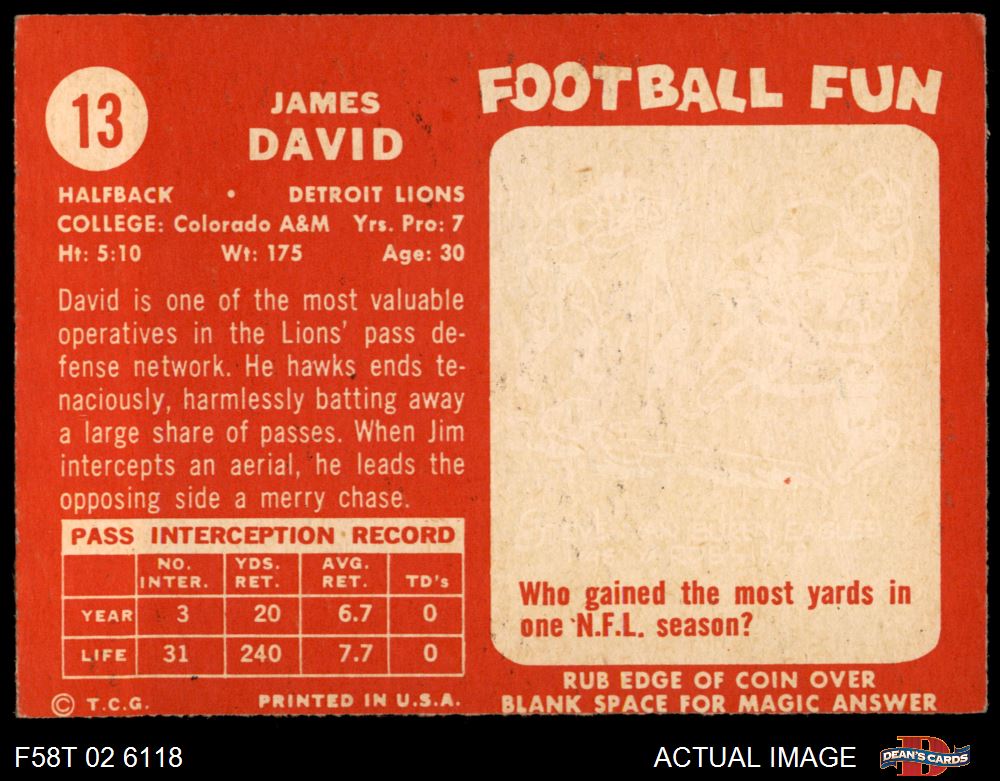 13
JAMES
DAVID
HALFBACK • DETROIT LIONS
COLLEGE: Colorado A&M Yrs. Pro: 7
Ht: 5:10 Wt: 175 Age: 30
David is one of the most valuable
operatives in the Lions' pass de-
fense network. He hawks ends te-
naciously, harmlessly batting away
a large share of passes. When Jim
intercepts an aerial, he leads the
opposing side a merry chase.
PASS INTERCEPTION RECORD
NO. INTER. YDS. RET. AVG. RET. TD's
YEAR 3 20 6.7 0
LIFE 31 240 7.7 0
© T.C.G. PRINTED IN U.S.A.
FOOTBALL FUN
Who gained the most yards in
one N.F.L. season?
RUB EDGE OF COIN OVER
BLANK SPACE FOR MAGIC ANSWER
F58T 02 6118
ACTUAL IMAGE
DEAN'S CARDS